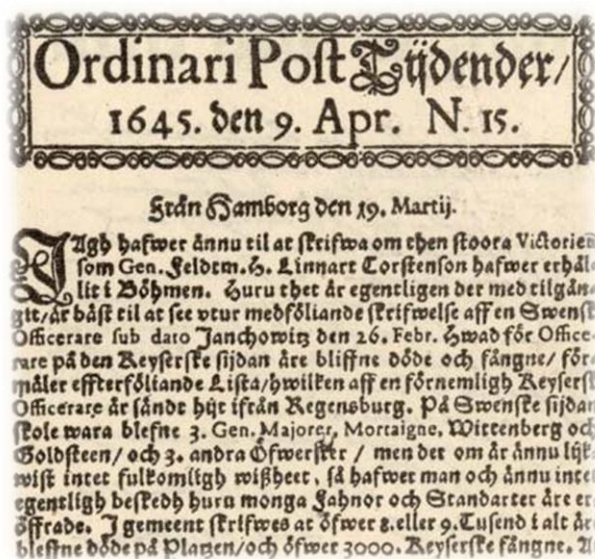 Ordinari Post Tijdender/
1645. den 9. Apr. N. 15.
Från Hamborg den 19. Martij.
JAgh hafwer ännu til at skrifwa om then stoora Victorien
som Gen. Feldtm. H. Linnart Torstenson hafwer erhål-
lit i Böhmen. Huru thet är egentligen der med tilgån-
git/är bäst til at see vtur medföliande skrifwelse aff en Swensk
Officerare sub dato Janchowitz den 26. Febr. Hwad för Office-
rare på den Keyserske sijdan äre bliffne döde och fångne/ för-
mäler effterföliande Lista/hwilken aff en förnemligh Keysersk
Officerare är sändt hijt ifrån Regensburg. På Swenske sijdan
skole wara blefne 3. Gen. Majorer, Mortaigne, Wittenberg och
Goldsteen/ och 3. andra Öfwerster / men det om är ännu lijk-
wist intet fulkomligh wißheet, så hafwer man och ännu intet
egentligh beskedh huru monga Fahnor och Standarter äre er-
öffrade. J gemeent skrifwes at öfwer 8. eller 9. Tusend i alt äre
bleffne döde på Platzen/och öfwer 3000. Keyserske fångne.